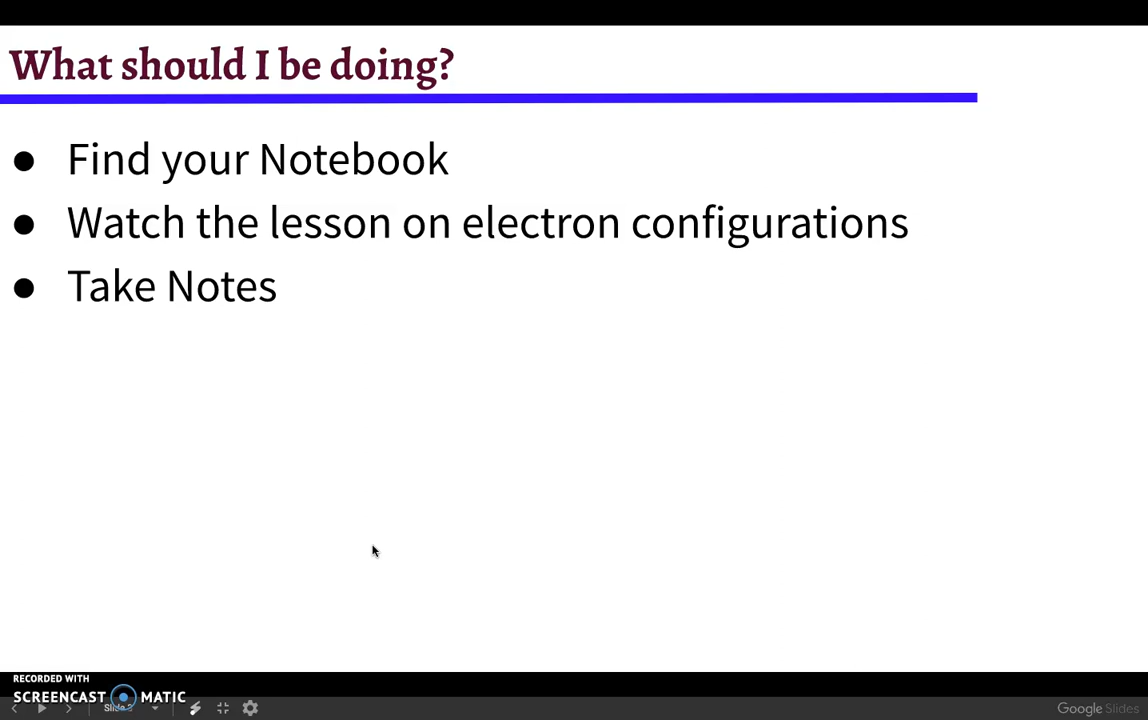 What should I be doing?
● Find your Notebook
● Watch the lesson on electron configurations
● Take Notes
RECORDED WITH
SCREENCAST MATIC
Google Slides